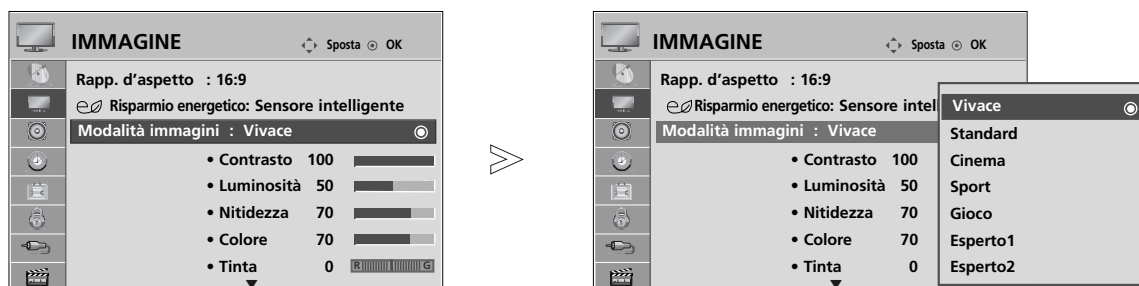 IMMAGINE
Sposta OK
Rapp. d'aspetto : 16:9
Risparmio energetico: Sensore intelligente
Modalità immagini : Vivace
• Contrasto 100
• Luminosità 50
• Nitidezza 70
• Colore 70
• Tinta 0 R G
IMMAGINE
Sposta OK
Rapp. d'aspetto : 16:9
Risparmio energetico: Sensore intel
Modalità immagini : Vivace
• Contrasto 100
• Luminosità 50
• Nitidezza 70
• Colore 70
• Tinta 0
Vivace
Standard
Cinema
Sport
Gioco
Esperto1
Esperto2